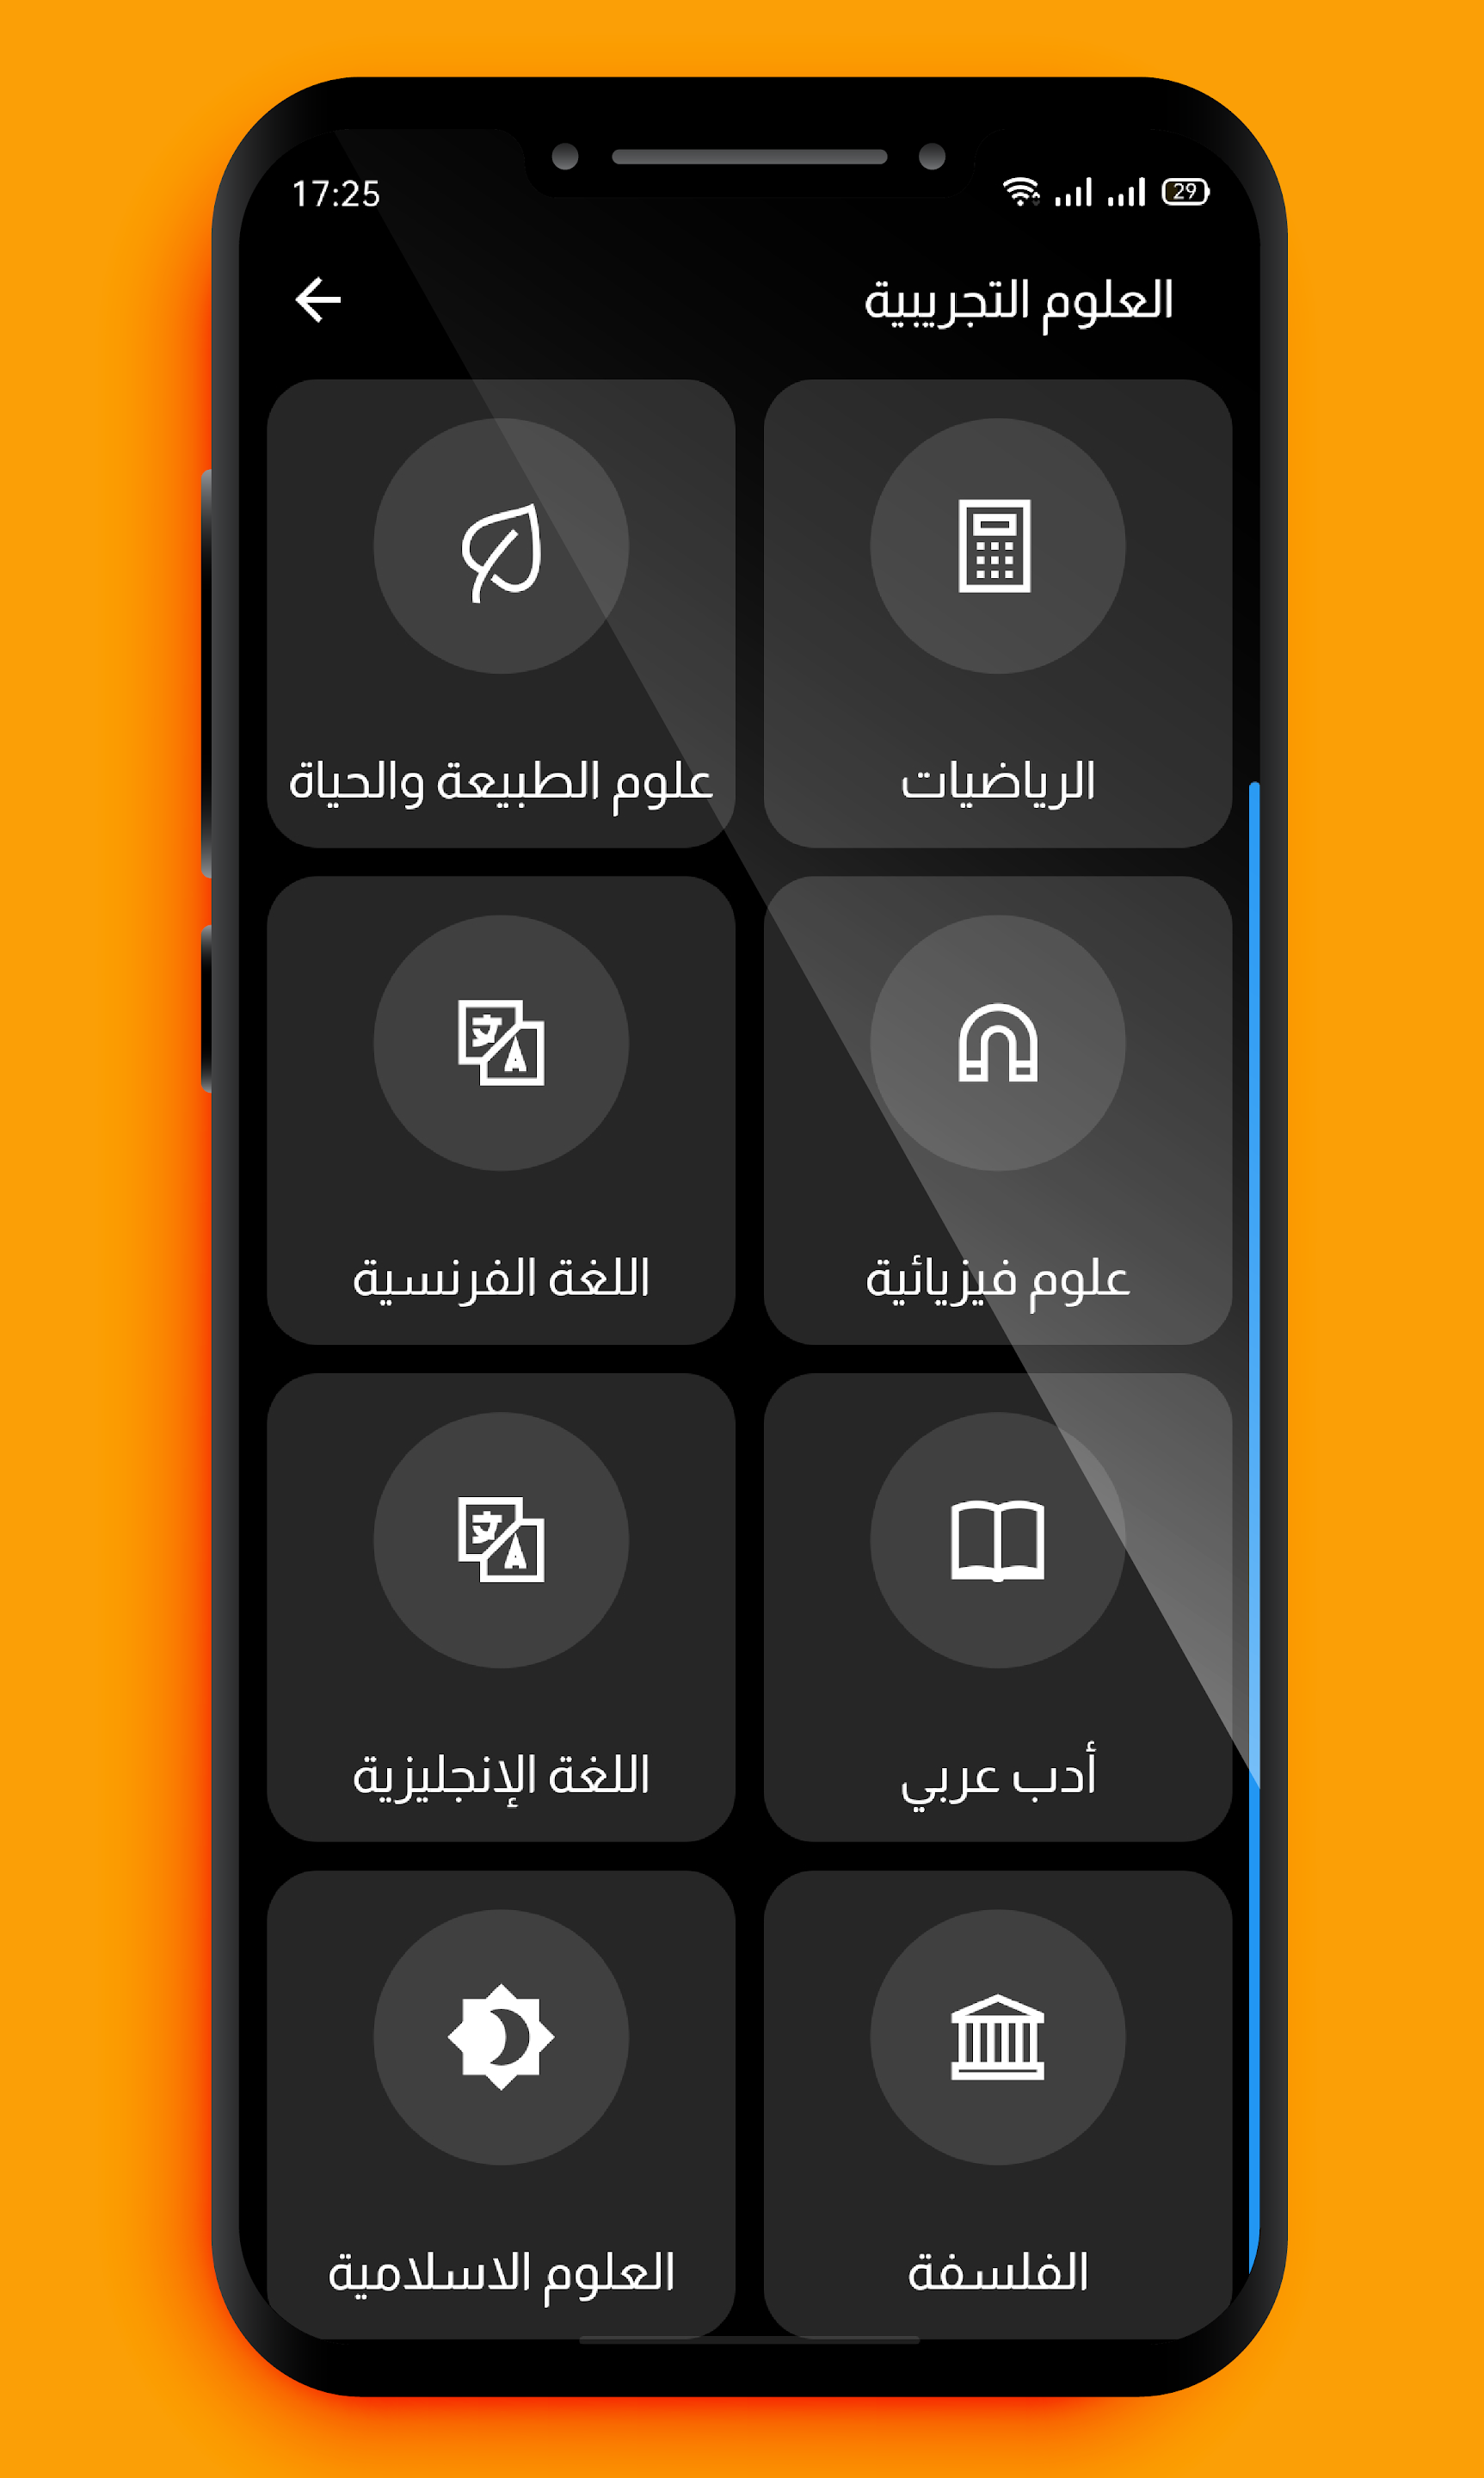 17:25
29
العلوم التجريبية
الرياضيات
علوم الطبيعة والحياة
علوم فيزيائية
اللغة الفرنسية
أدب عربي
اللغة الإنجليزية
الفلسفة
العلوم الاسلامية